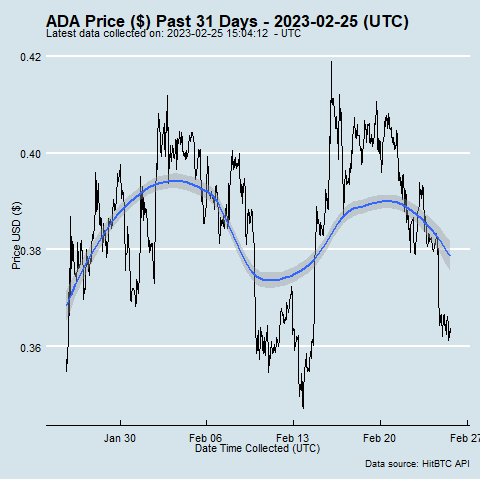 ADA Price ($) Past 31 Days - 2023-02-25 (UTC)
Latest data collected on: 2023-02-25 15:04:12 - UTC
0.42
0.40
0.38
0.36
Price USD ($)
Jan 30
Feb 06
Feb 13
Feb 20
Feb 27
Date Time Collected (UTC)
Data source: HitBTC API